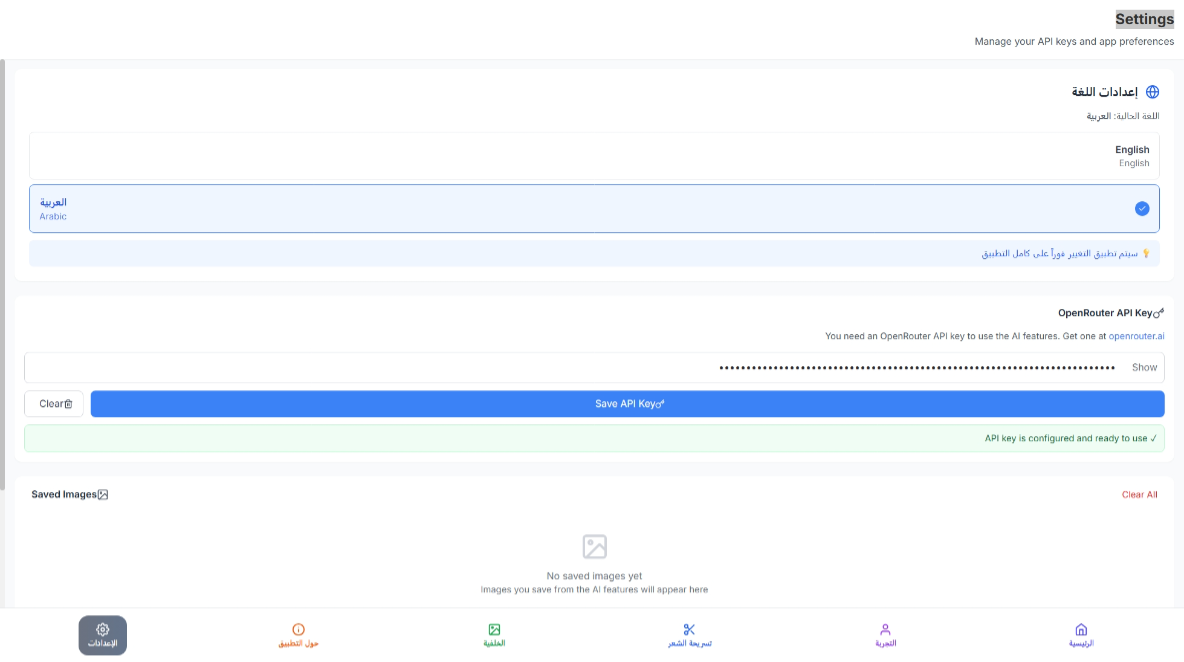 Settings
Manage your API keys and app preferences
إعدادات اللغة
اللغة الحالية: العربية
English
English
العربية
Arabic
سيتم تطبيق التغيير فوراً على كامل التطبيق
OpenRouter API Key
You need an OpenRouter API key to use the AI features. Get one at openrouter.ai
Show
Clear
Save API Key
API key is configured and ready to use ✓
Saved Images
Clear All
No saved images yet
Images you save from the AI features will appear here
الرئيسية
التجربة
تسريحة الشعر
الخلفية
حول التطبيق
الإعدادات